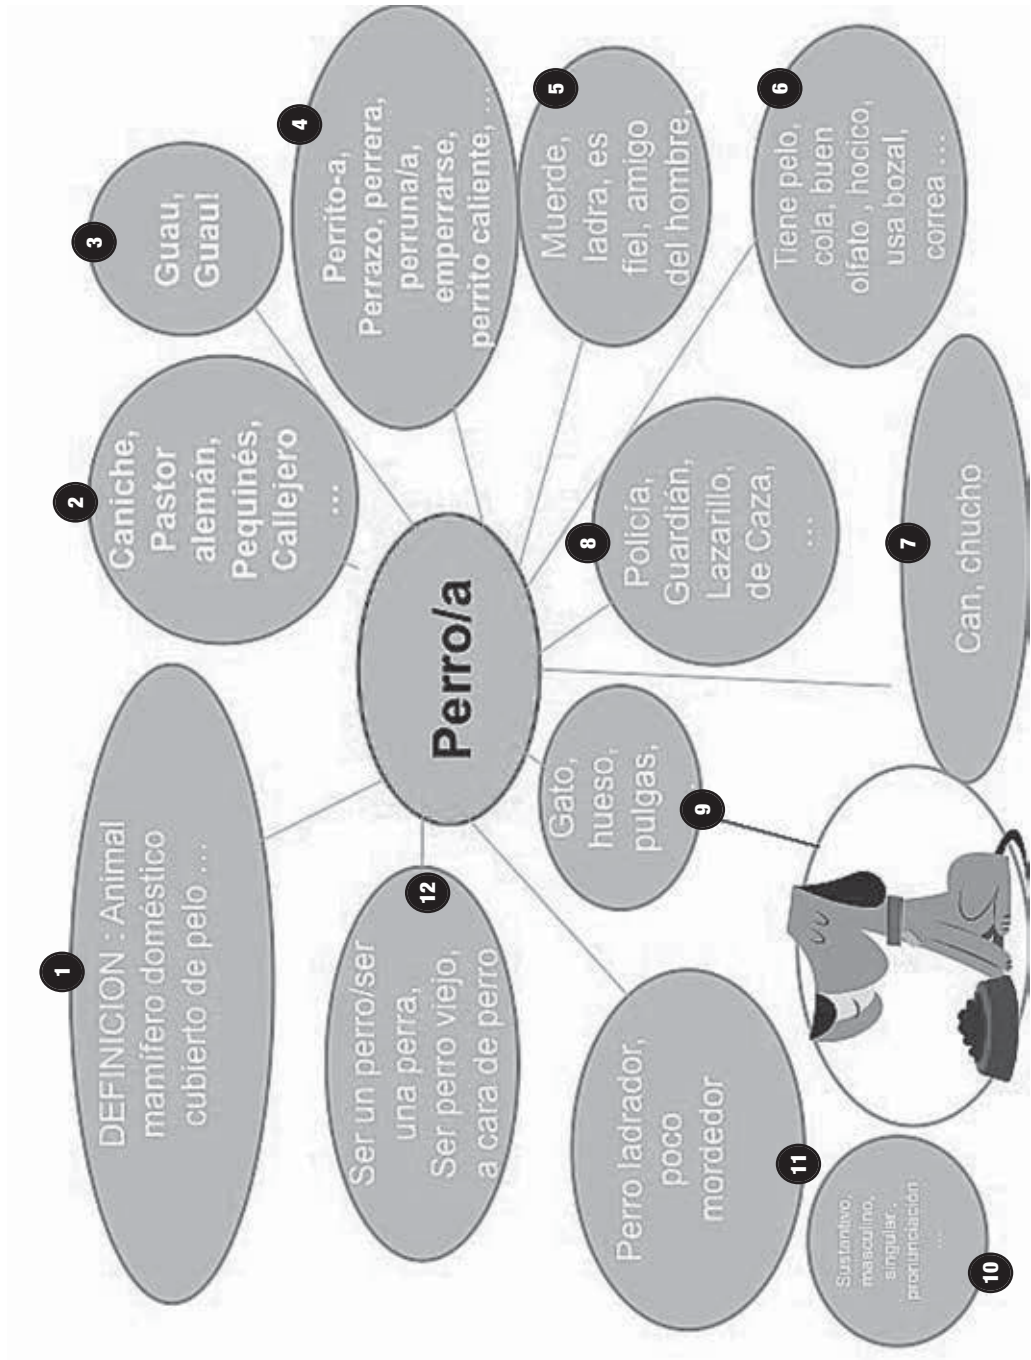 1
DEFINICION : Animal
mamífero doméstico
cubierto de pelo ...
2
Caniche,
Pastor
alemán,
Pequinés,
Callejero
...
3
Guau,
Guau!
4
Perrito-a,
Perrazo, perrera,
perruna/a,
emperrarse,
perrito caliente, ...
5
Muerde,
ladra, es
fiel, amigo
del hombre,
6
Tiene pelo,
cola, buen
olfato , hocico,
usa bozal,
correa ...
7
Can, chucho
8
Policía,
Guardián,
Lazarillo,
de Caza,
...
Perro/a
9
Gato,
hueso,
pulgas,
10
Sustantivo,
masculino,
singular,
pronunciación
...
11
Perro ladrador,
poco
mordedor
12
Ser un perro/ser
una perra,
Ser perro viejo,
a cara de perro